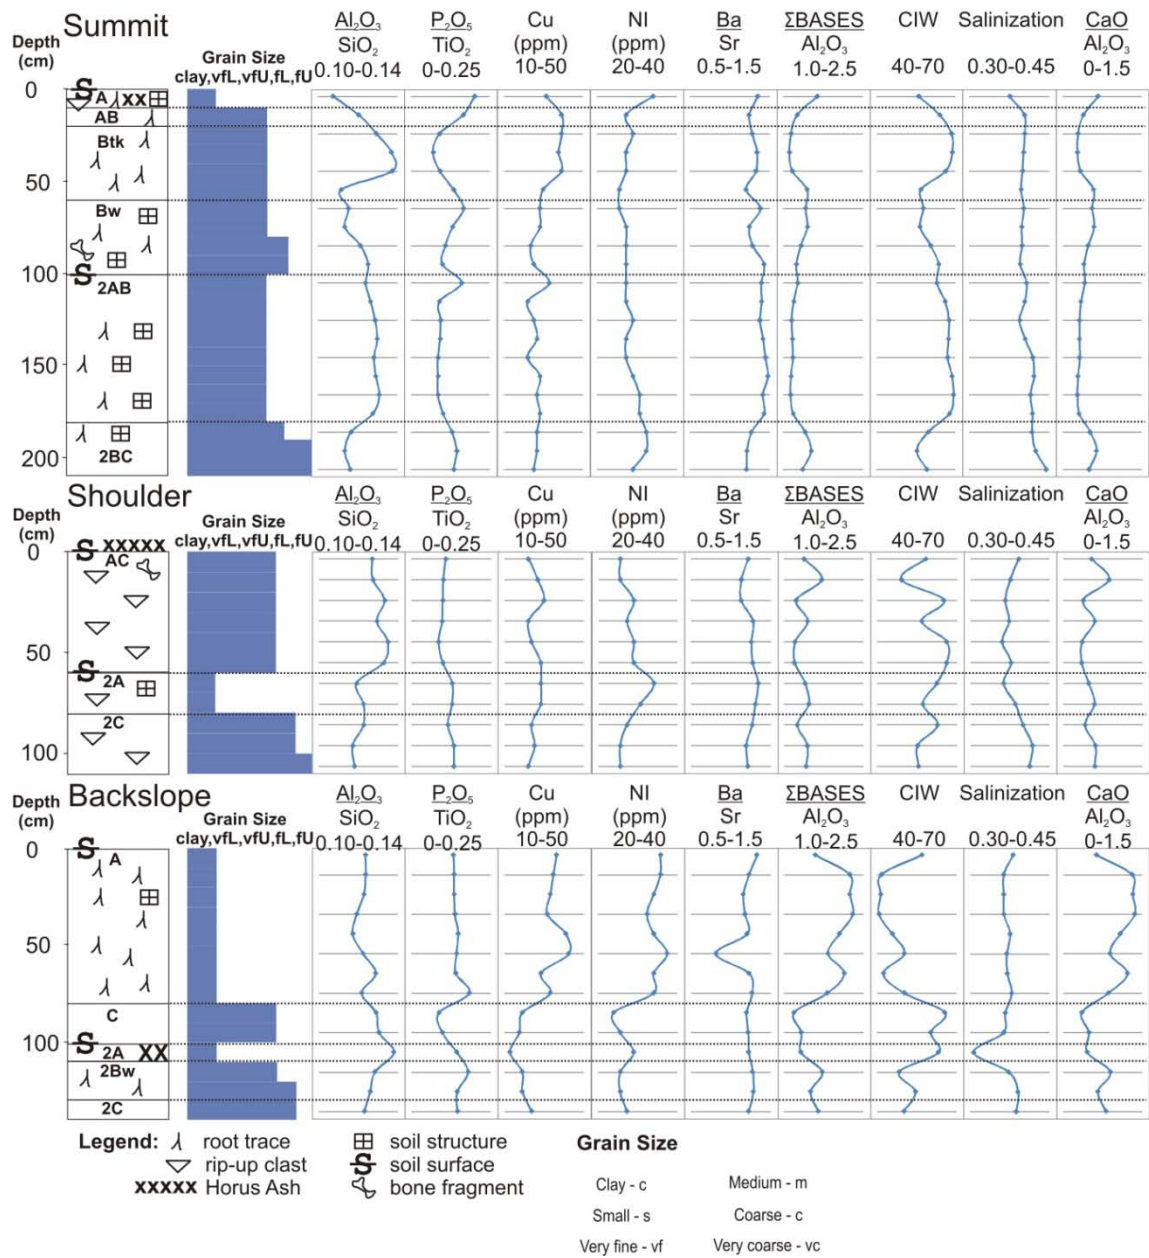 Summit
Depth
(cm)
Grain Size
clay,vfL,vfU,fL,fU
Al₂O₃
SiO₂
0.10-0.14
P₂O₅
TiO₂
0-0.25
Cu
(ppm)
10-50
NI
(ppm)
20-40
Ba
Sr
0.5-1.5
ΣBASES
Al₂O₃
1.0-2.5
CIW
40-70
Salinization
0.30-0.45
CaO
Al₂O₃
0-1.5
0
S
A
xx
AB
Btk
50
Bw
S
100
2AB
150
2BC
200
Shoulder
Depth
(cm)
Grain Size
clay,vfL,vfU,fL,fU
Al₂O₃
SiO₂
0.10-0.14
P₂O₅
TiO₂
0-0.25
Cu
(ppm)
10-50
NI
(ppm)
20-40
Ba
Sr
0.5-1.5
ΣBASES
Al₂O₃
1.0-2.5
CIW
40-70
Salinization
0.30-0.45
CaO
Al₂O₃
0-1.5
0
S xxxxx
AC
50
S
2A
2C
100
Backslope
Depth
(cm)
Grain Size
clay,vfL,vfU,fL,fU
Al₂O₃
SiO₂
0.10-0.14
P₂O₅
TiO₂
0-0.25
Cu
(ppm)
10-50
NI
(ppm)
20-40
Ba
Sr
0.5-1.5
ΣBASES
Al₂O₃
1.0-2.5
CIW
40-70
Salinization
0.30-0.45
CaO
Al₂O₃
0-1.5
0
S
A
50
C
100
S
2A XX
2Bw
2C
Legend:
root trace
rip-up clast
xxxxx Horus Ash
soil structure
S soil surface
bone fragment
Grain Size
Clay - c
Small - s
Very fine - vf
Medium - m
Coarse - c
Very coarse - vc